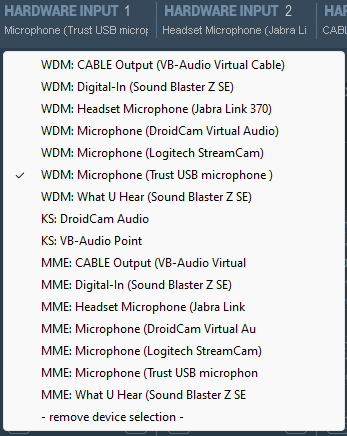 HARDWARE INPUT 1 HARDWARE INPUT 2 HARD
Microphone (Trust USB microp Headset Microphone (Jabra Li CABL
WDM: CABLE Output (VB-Audio Virtual Cable)
WDM: Digital-In (Sound Blaster Z SE)
WDM: Headset Microphone (Jabra Link 370)
WDM: Microphone (DroidCam Virtual Audio)
WDM: Microphone (Logitech StreamCam)
WDM: Microphone (Trust USB microphone )
WDM: What U Hear (Sound Blaster Z SE)
KS: DroidCam Audio
KS: VB-Audio Point
MME: CABLE Output (VB-Audio Virtual
MME: Digital-In (Sound Blaster Z SE)
MME: Headset Microphone (Jabra Link
MME: Microphone (DroidCam Virtual Au
MME: Microphone (Logitech StreamCam)
MME: Microphone (Trust USB microphon
MME: What U Hear (Sound Blaster Z SE
- remove device selection -